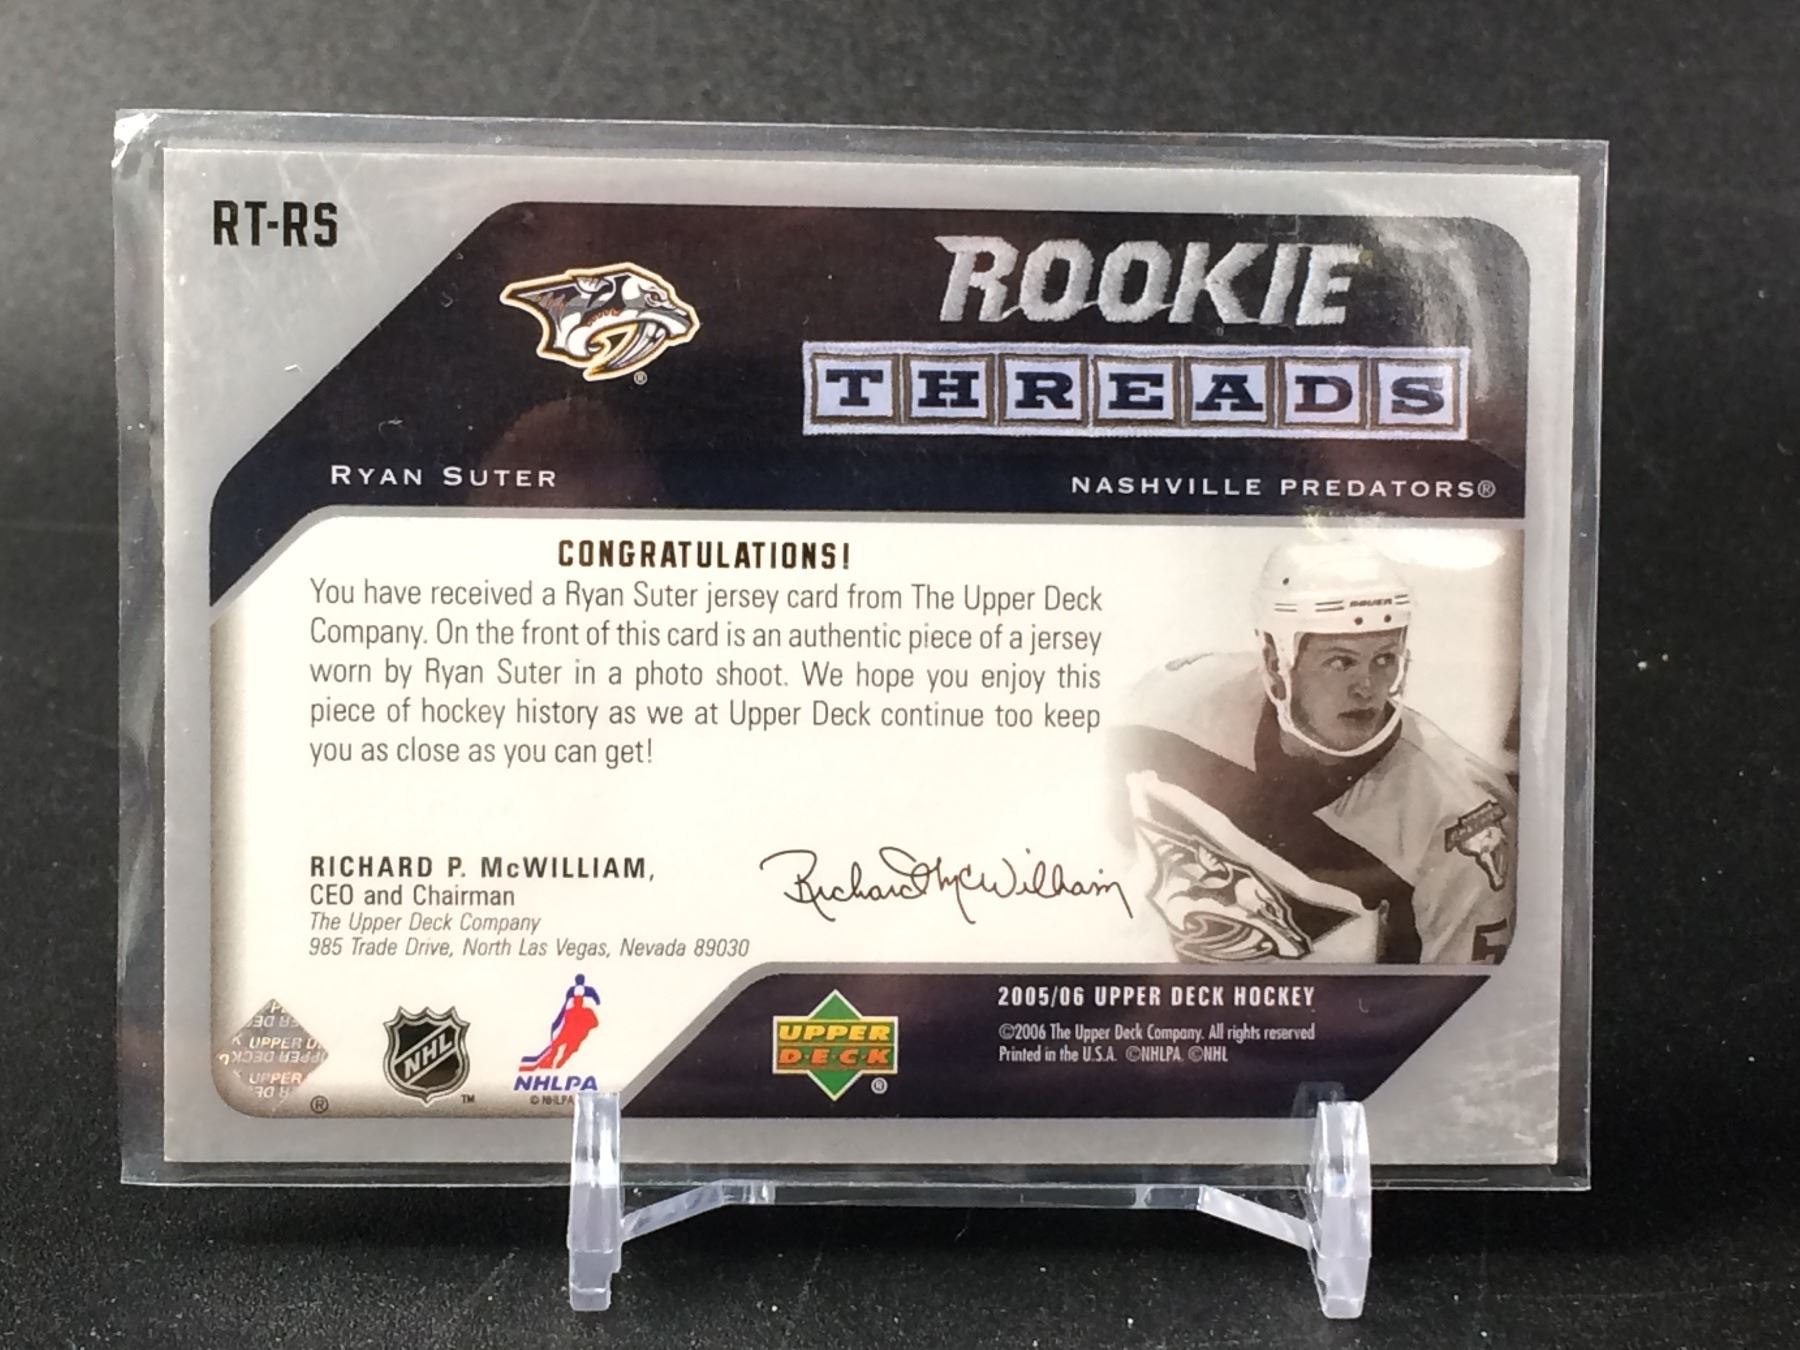 RT-RS
ROOKIE
THREADS
RYAN SUTER
NASHVILLE PREDATORS®
CONGRATULATIONS!
You have received a Ryan Suter jersey card from The Upper Deck
Company. On the front of this card is an authentic piece of a jersey
worn by Ryan Suter in a photo shoot. We hope you enjoy this
piece of hockey history as we at Upper Deck continue too keep
you as close as you can get!
BAUER
RICHARD P. McWILLIAM,
CEO and Chairman
The Upper Deck Company
985 Trade Drive, North Las Vegas, Nevada 89030
Richard McWilliam
5
UPPER
NHL
TM
NHLPA
© NHLPA
UPPER
DECK
®
2005/06 UPPER DECK HOCKEY
©2006 The Upper Deck Company. All rights reserved
Printed in the U.S.A. ©NHLPA. ©NHL